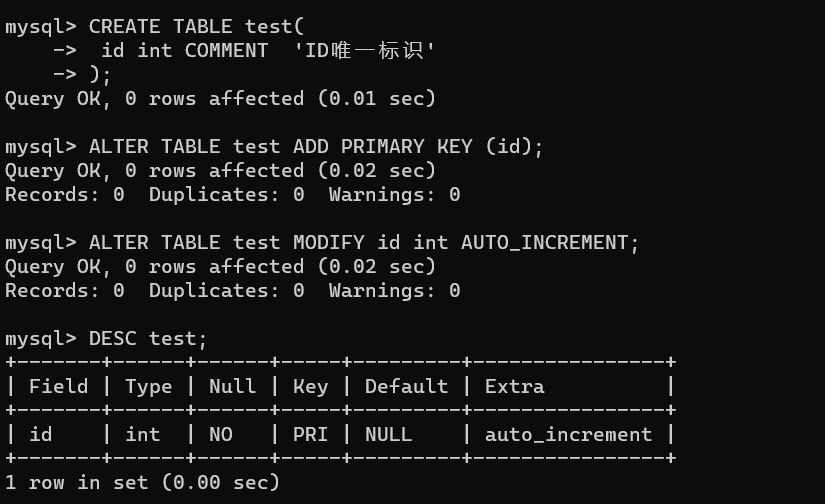 mysql> CREATE TABLE test(
    ->  id int COMMENT  'ID唯一标识'
    -> );
Query OK, 0 rows affected (0.01 sec)

mysql> ALTER TABLE test ADD PRIMARY KEY (id);
Query OK, 0 rows affected (0.02 sec)
Records: 0  Duplicates: 0  Warnings: 0

mysql> ALTER TABLE test MODIFY id int AUTO_INCREMENT;
Query OK, 0 rows affected (0.02 sec)
Records: 0  Duplicates: 0  Warnings: 0

mysql> DESC test;
+-------+------+------+-----+---------+----------------+
| Field | Type | Null | Key | Default | Extra          |
+-------+------+------+-----+---------+----------------+
| id    | int  | NO   | PRI | NULL    | auto_increment |
+-------+------+------+-----+---------+----------------+
1 row in set (0.00 sec)